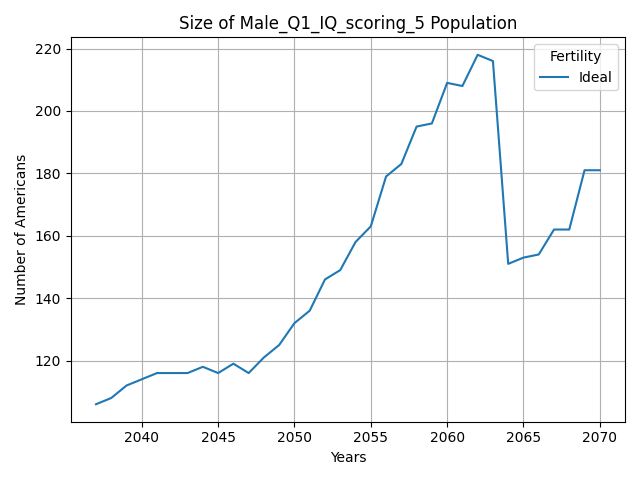 Size of Male_Q1_IQ_scoring_5 Population
Fertility
Ideal
220
200
180
160
140
120
Number of Americans
2040 2045 2050 2055 2060 2065 2070
Years